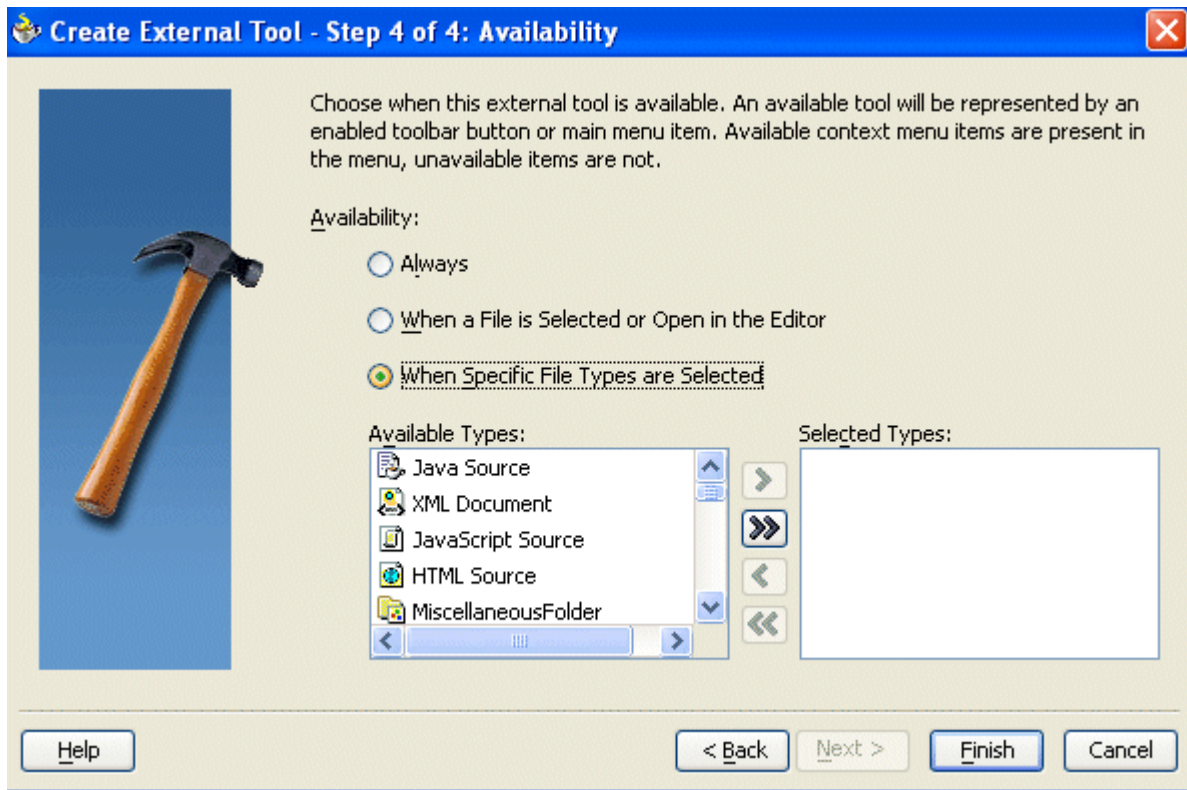 Create External Tool - Step 4 of 4: Availability
Choose when this external tool is available. An available tool will be represented by an
enabled toolbar button or main menu item. Available context menu items are present in
the menu, unavailable items are not.
Availability:
Always
When a File is Selected or Open in the Editor
When Specific File Types are Selected
Available Types:
Selected Types:
Java Source
XML Document
JavaScript Source
HTML Source
MiscellaneousFolder
Help
< Back
Next >
Finish
Cancel